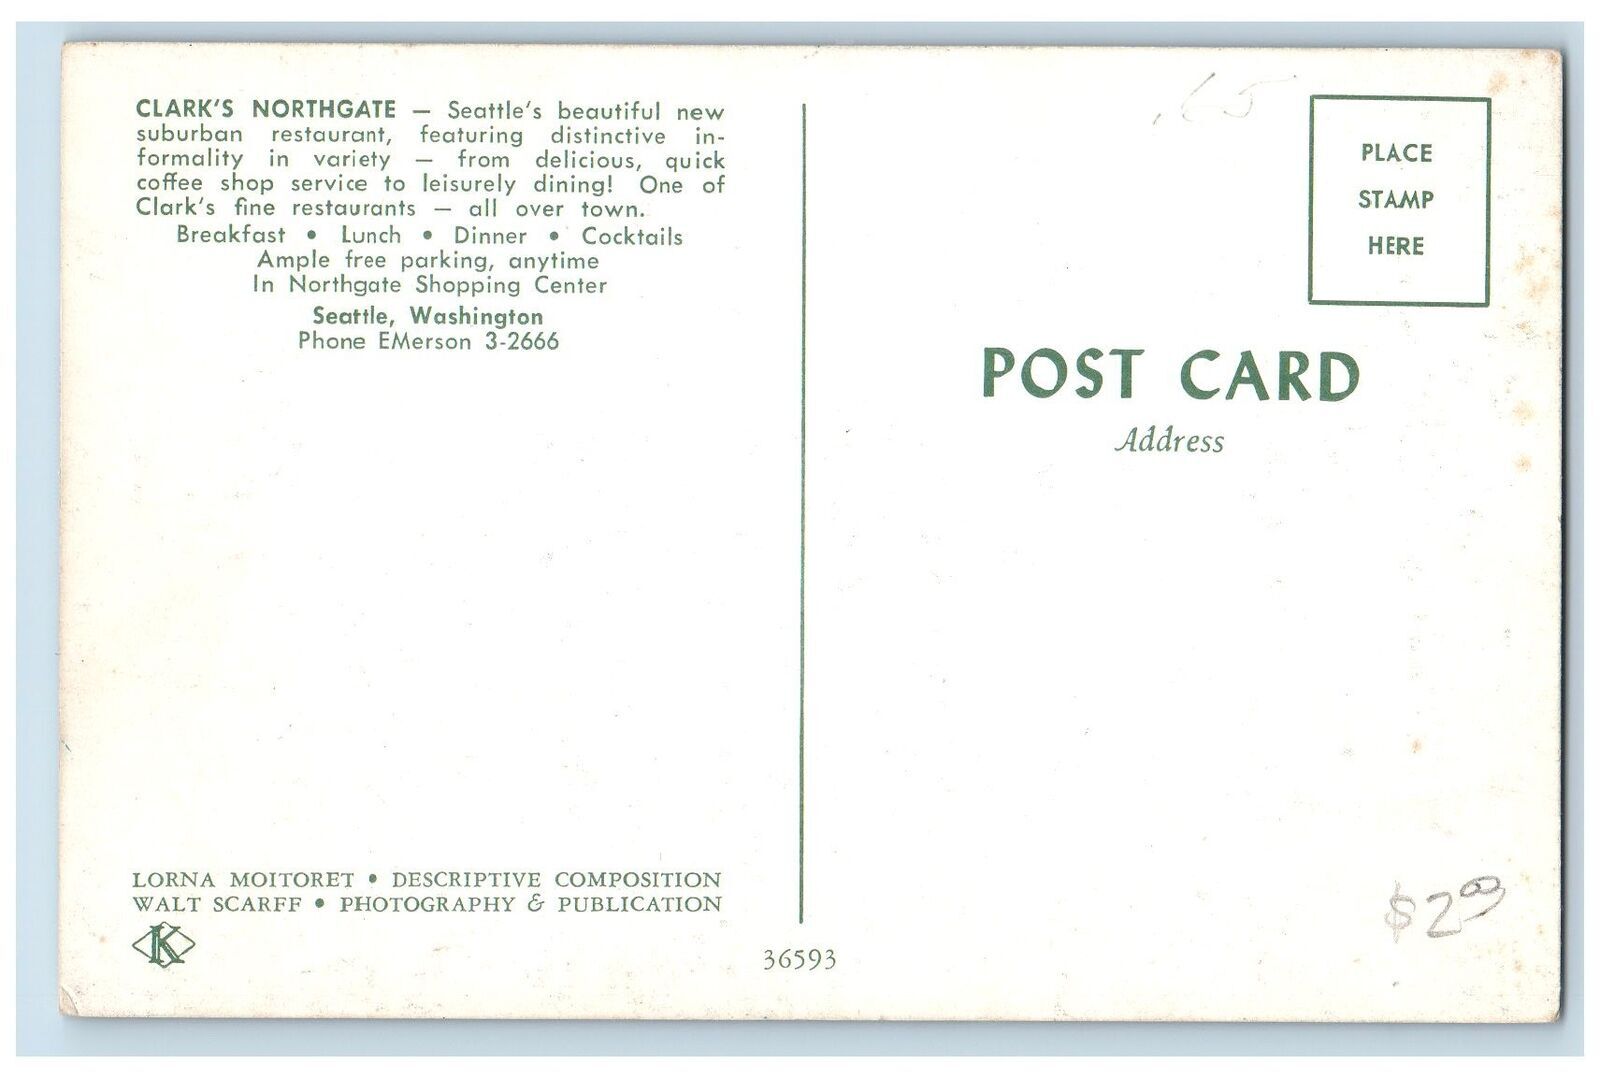 CLARK'S NORTHGATE — Seattle's beautiful new
suburban restaurant, featuring distinctive in-
formality in variety — from delicious, quick
coffee shop service to leisurely dining! One of
Clark's fine restaurants — all over town.
Breakfast • Lunch • Dinner • Cocktails
Ample free parking, anytime
In Northgate Shopping Center
Seattle, Washington
Phone EMerson 3-2666
LORNA MOITORET • DESCRIPTIVE COMPOSITION
WALT SCARFF • PHOTOGRAPHY & PUBLICATION
K
36593
.65
PLACE
STAMP
HERE
POST CARD
Address
$2.00